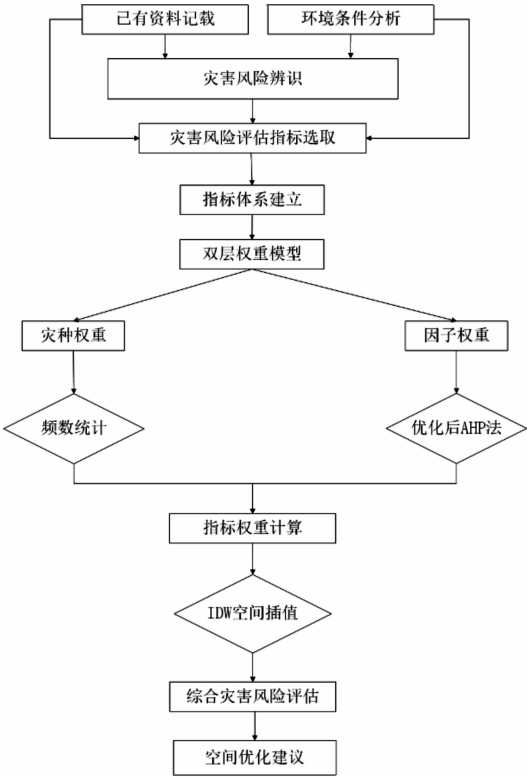 已有资料记载
环境条件分析
灾害风险辨识
灾害风险评估指标选取
指标体系建立
双层权重模型
灾种权重
因子权重
频数统计
优化后AHP法
指标权重计算
IDW空间插值
综合灾害风险评估
空间优化建议